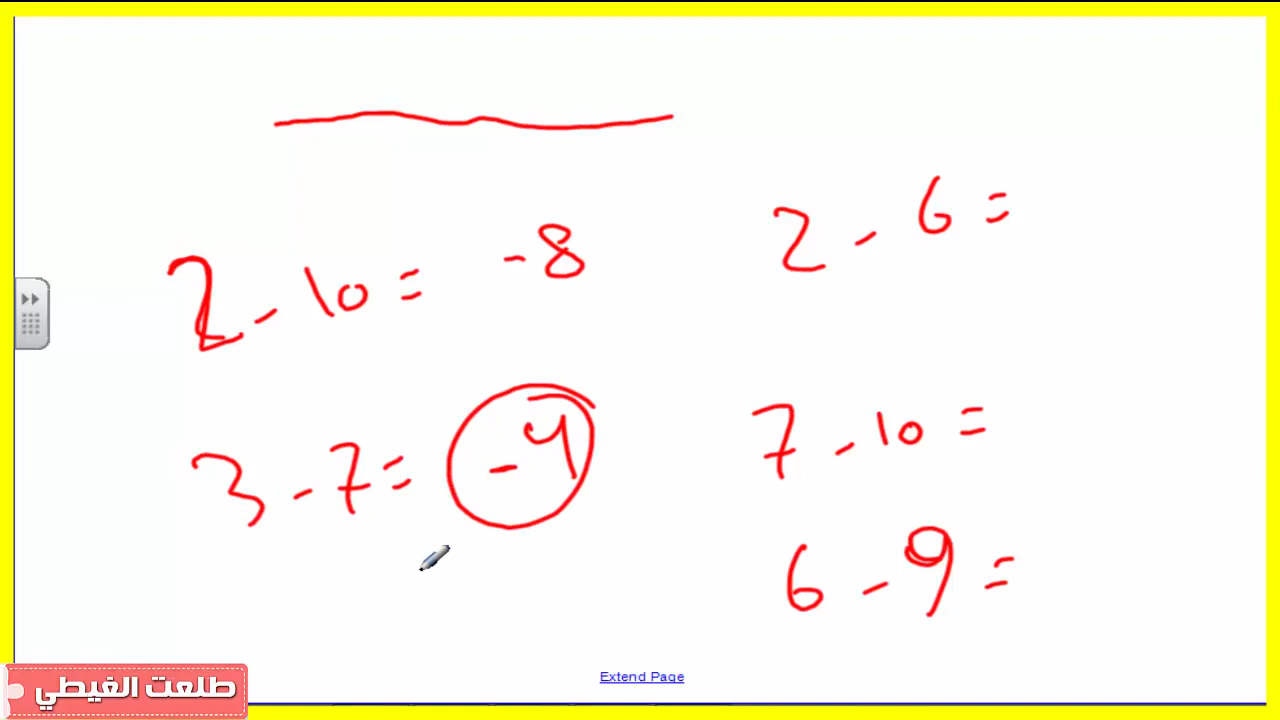 2 - 10 = -8
3 - 7 = -4
2 - 6 =
7 - 10 =
6 - 9 =
Extend Page
طلعت الغيطي